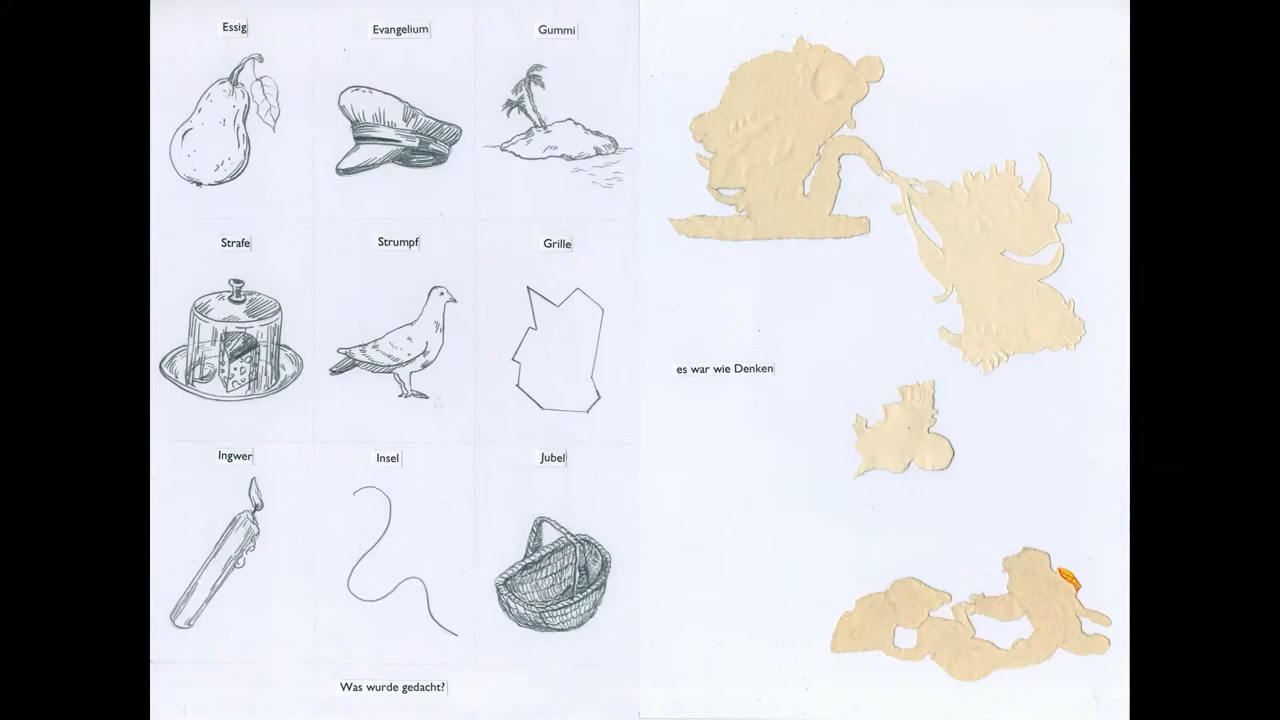 Essig
Evangelium
Gummi
Strafe
Strumpf
Grille
Ingwer
Insel
Jubel
Was wurde gedacht?
es war wie Denken